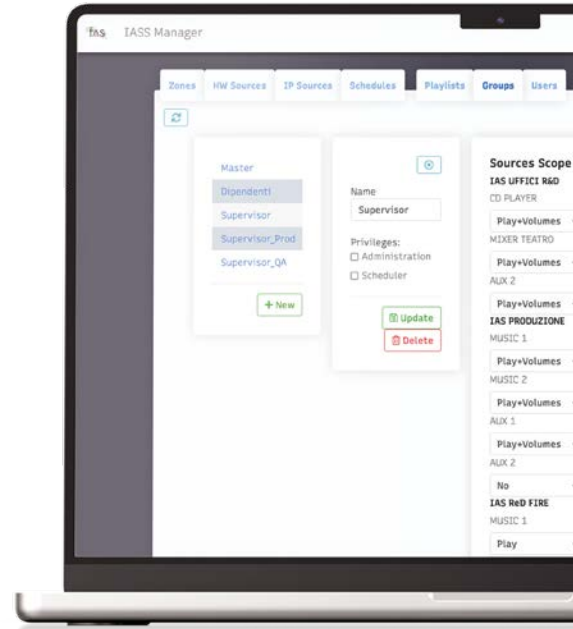 fas IASS Manager
Zones HW Sources IP Sources Schedules Playlists Groups Users
Master
Dipendenti
Supervisor
Supervisor_Prod
Supervisor_QA
+ New
Name
Supervisor
Privileges:
Administration
Scheduler
Update
Delete
Sources Scope
IAS UFFICI R&D
CD PLAYER
Play+Volumes
MIXER TEATRO
Play+Volumes
AUX 2
Play+Volumes
IAS PRODUZIONE
MUSIC 1
Play+Volumes
MUSIC 2
Play+Volumes
AUX 1
Play+Volumes
AUX 2
No
IAS ReD FIRE
MUSIC 1
Play